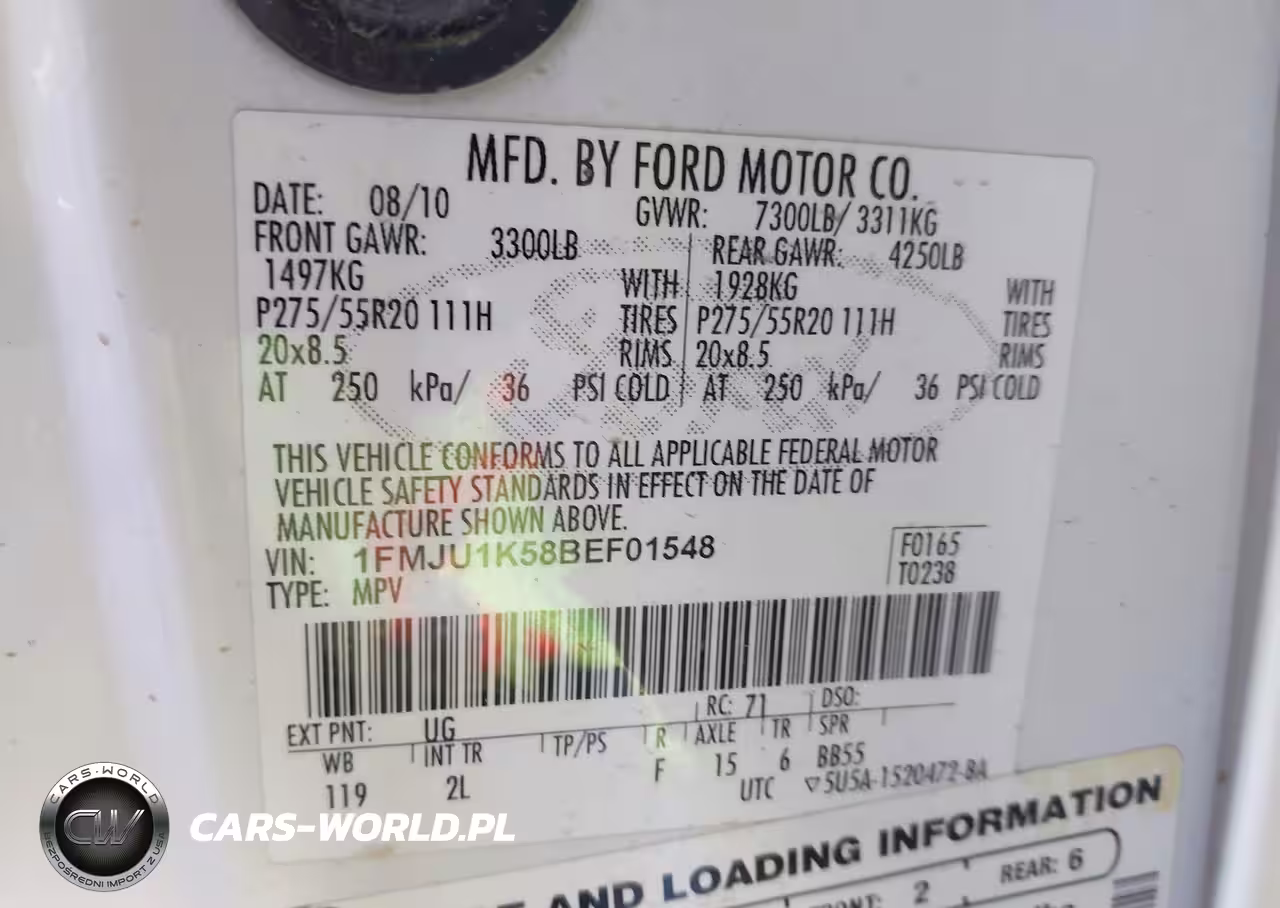 MFD. BY FORD MOTOR CO.
DATE: 08/10 GVWR: 7300LB/ 3311KG
FRONT GAWR: 3300LB REAR GAWR: 4250LB
1497KG WITH 1928KG WITH
P275/55R20 111H TIRES P275/55R20 111H TIRES
20x8.5 RIMS 20x8.5 RIMS
AT 250 kPa/ 36 PSI COLD AT 250 kPa/ 36 PSI COLD
THIS VEHICLE CONFORMS TO ALL APPLICABLE FEDERAL MOTOR
VEHICLE SAFETY STANDARDS IN EFFECT ON THE DATE OF
MANUFACTURE SHOWN ABOVE.
VIN: 1FMJU1K58BEF01548 F0165
TYPE: MPV T0238
EXT PNT: UG RC: 71 DSO:
WB INT TR TP/PS R AXLE TR SPR
119 2L F 15 6 BB55
UTC ▽5U5A-1520472-BA
AND LOADING INFORMATION
2 REAR: 6
CARS-WORLD
CW
BEZPOŚREDNI IMPORT Z USA
CARS-WORLD.PL